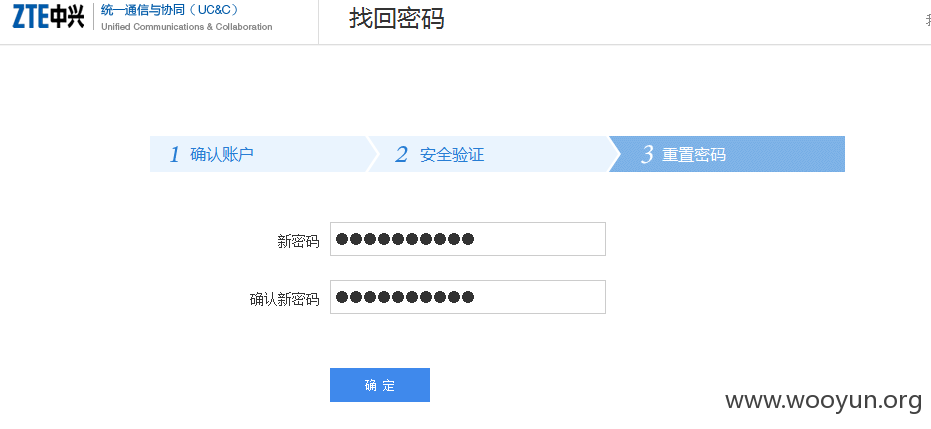 ZTE中兴 统一通信与协同（UC&C） 找回密码
Unified Communications & Collaboration
1 确认账户 2 安全验证 3 重置密码
新密码 ●●●●●●●●●●
确认新密码 ●●●●●●●●●●
确 定
www.wooyun.org